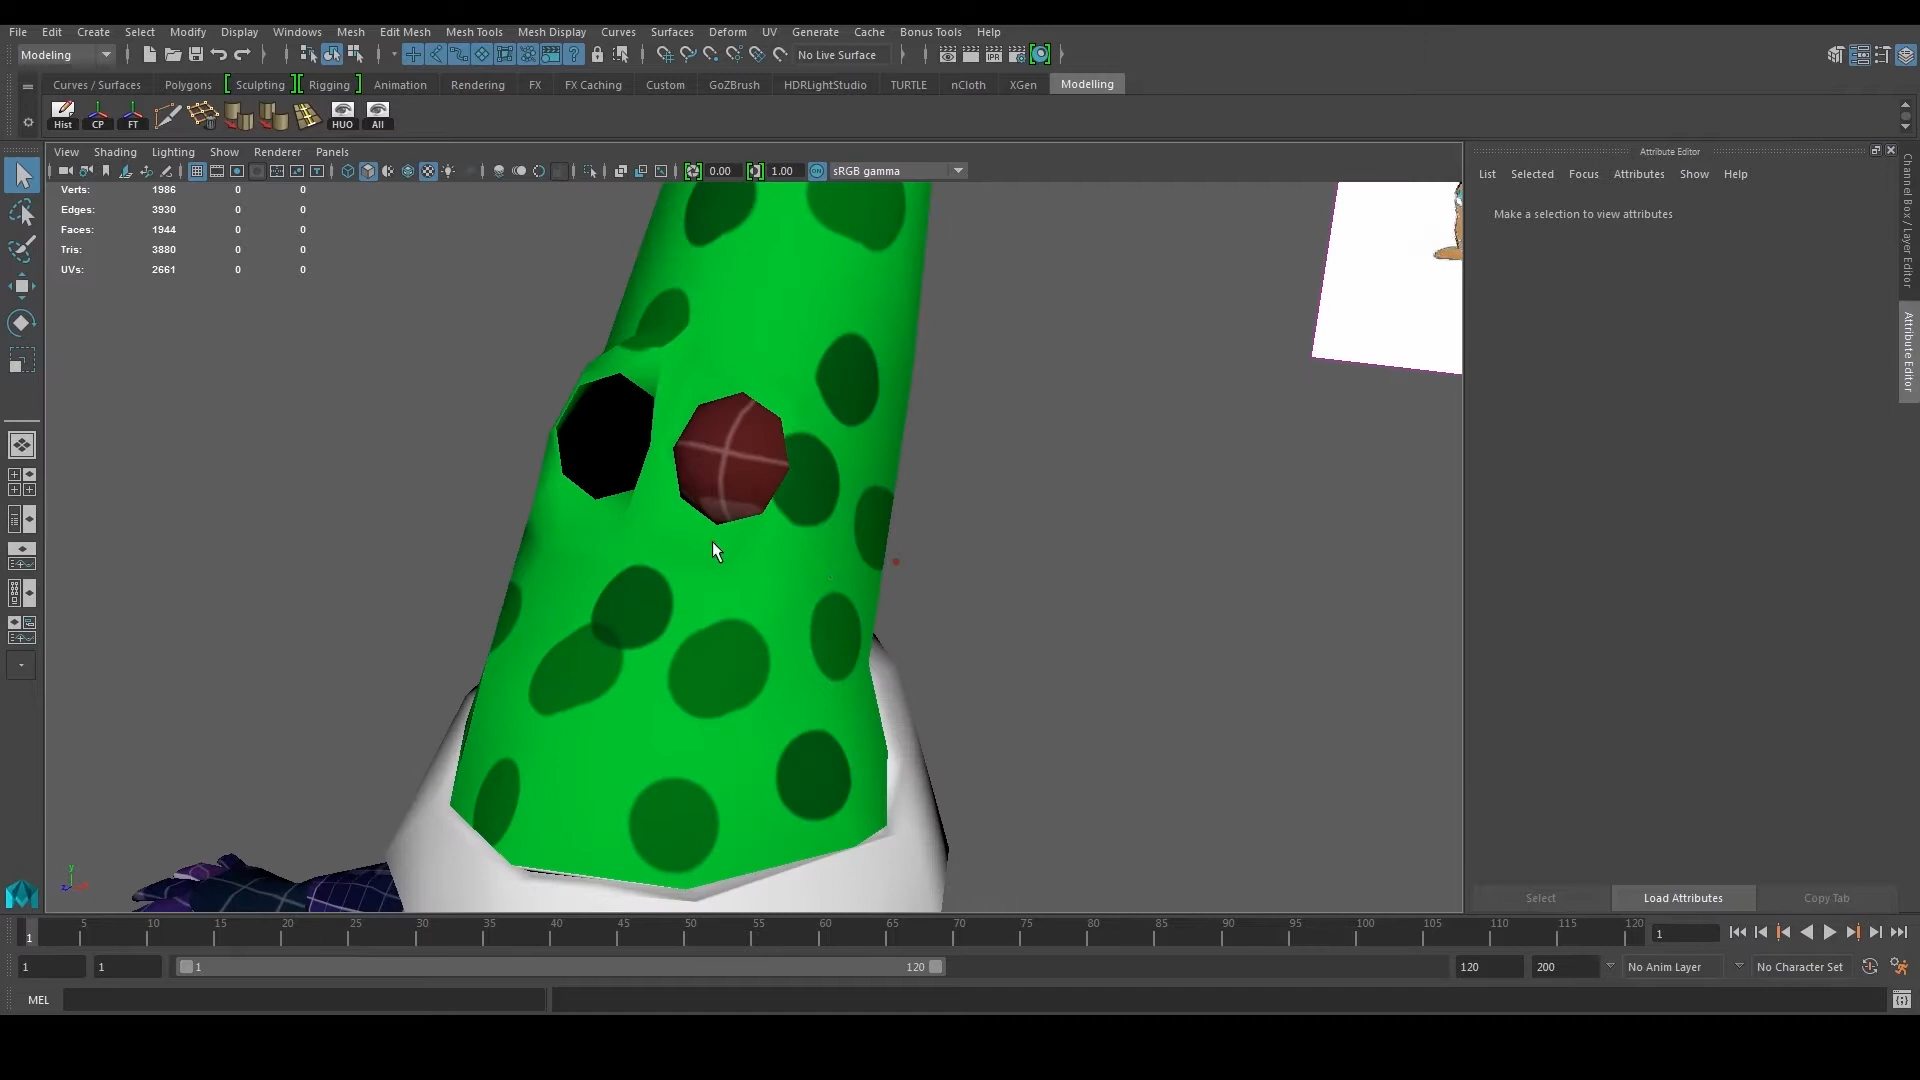 File Edit Create Select Modify Display Windows Mesh Edit Mesh Mesh Tools Mesh Display Curves Surfaces Deform UV Generate Cache Bonus Tools Help
Modeling No Live Surface
Curves / Surfaces Polygons Sculpting Rigging Animation Rendering FX FX Caching Custom GoZBrush HDRLightStudio TURTLE nCloth XGen Modelling
Hist CP FT HUO All
View Shading Lighting Show Renderer Panels
0.00 1.00 sRGB gamma
Verts: 1986 0 0
Edges: 3930 0 0
Faces: 1944 0 0
Tris: 3880 0 0
UVs: 2661 0 0
Attribute Editor
List Selected Focus Attributes Show Help
Make a selection to view attributes
Channel Box / Layer Editor
Attribute Editor
Select Load Attributes Copy Tab
1 5 10 15 20 25 30 35 40 45 50 55 60 65 70 75 80 85 90 95 100 105 110 115 120 1
1 1 1 120 120 200 No Anim Layer No Character Set
MEL